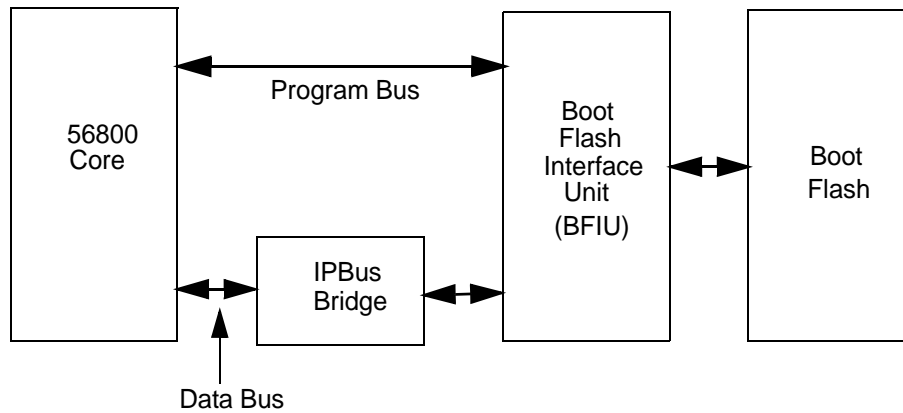 56800
Core
Program Bus
IPBus
Bridge
Data Bus
Boot
Flash
Interface
Unit
(BFIU)
Boot
Flash